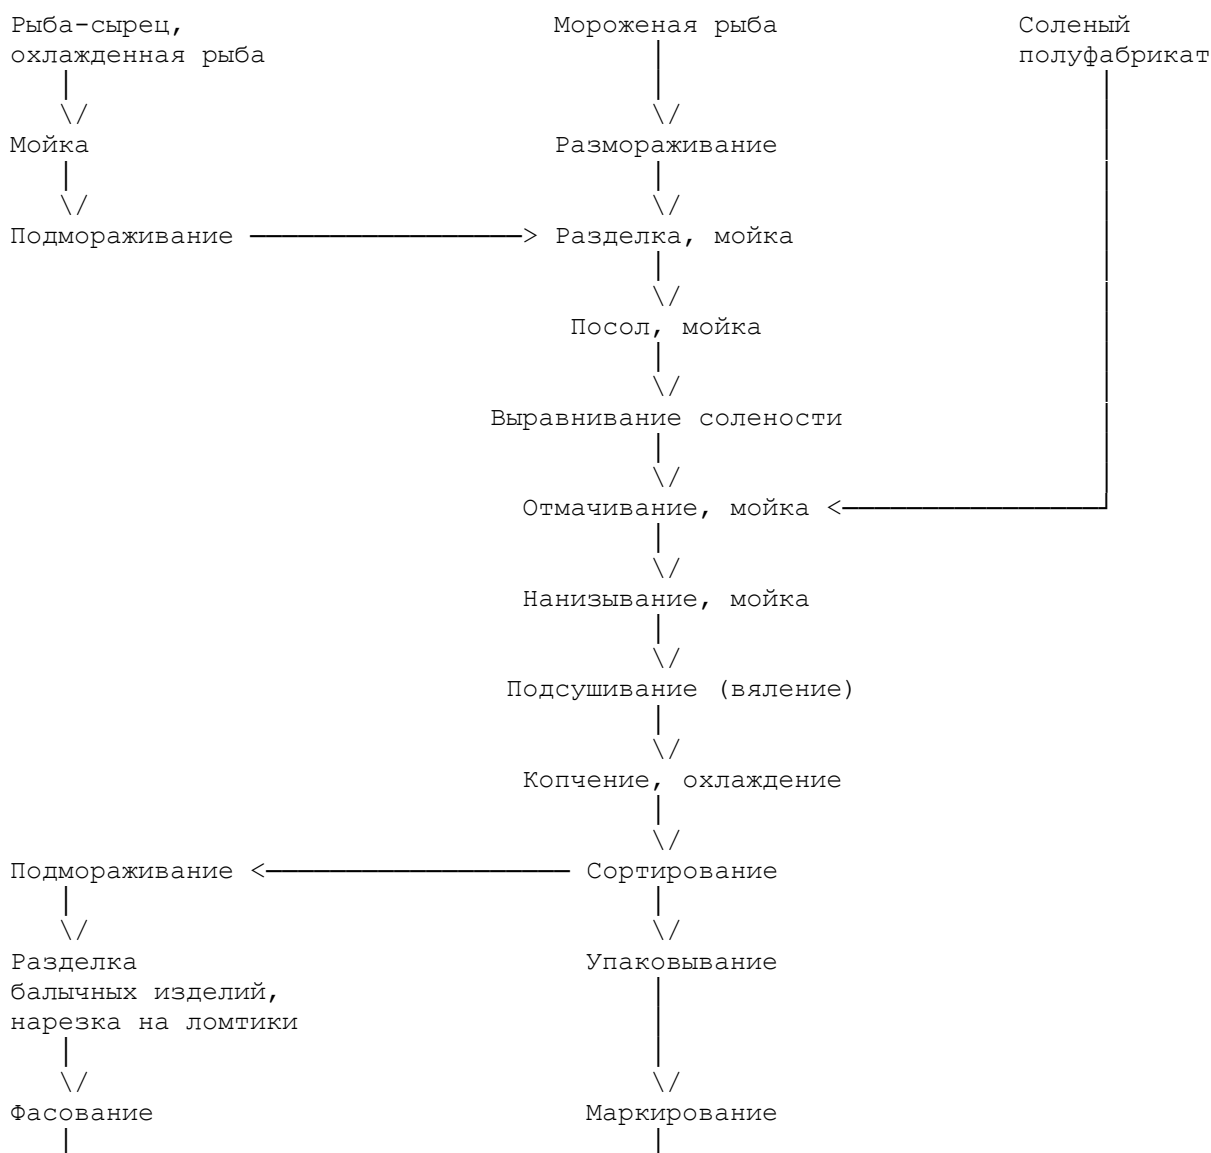 Рыба-сырец, Мороженая рыба Соленый
охлажденная рыба полуфабрикат
Мойка Размораживание
Подмораживание Разделка, мойка
Посол, мойка
Выравнивание солености
Отмачивание, мойка
Нанизывание, мойка
Подсушивание (вяление)
Копчение, охлаждение
Подмораживание Сортирование
Разделка Упаковывание
балычных изделий,
нарезка на ломтики
Фасование Маркирование